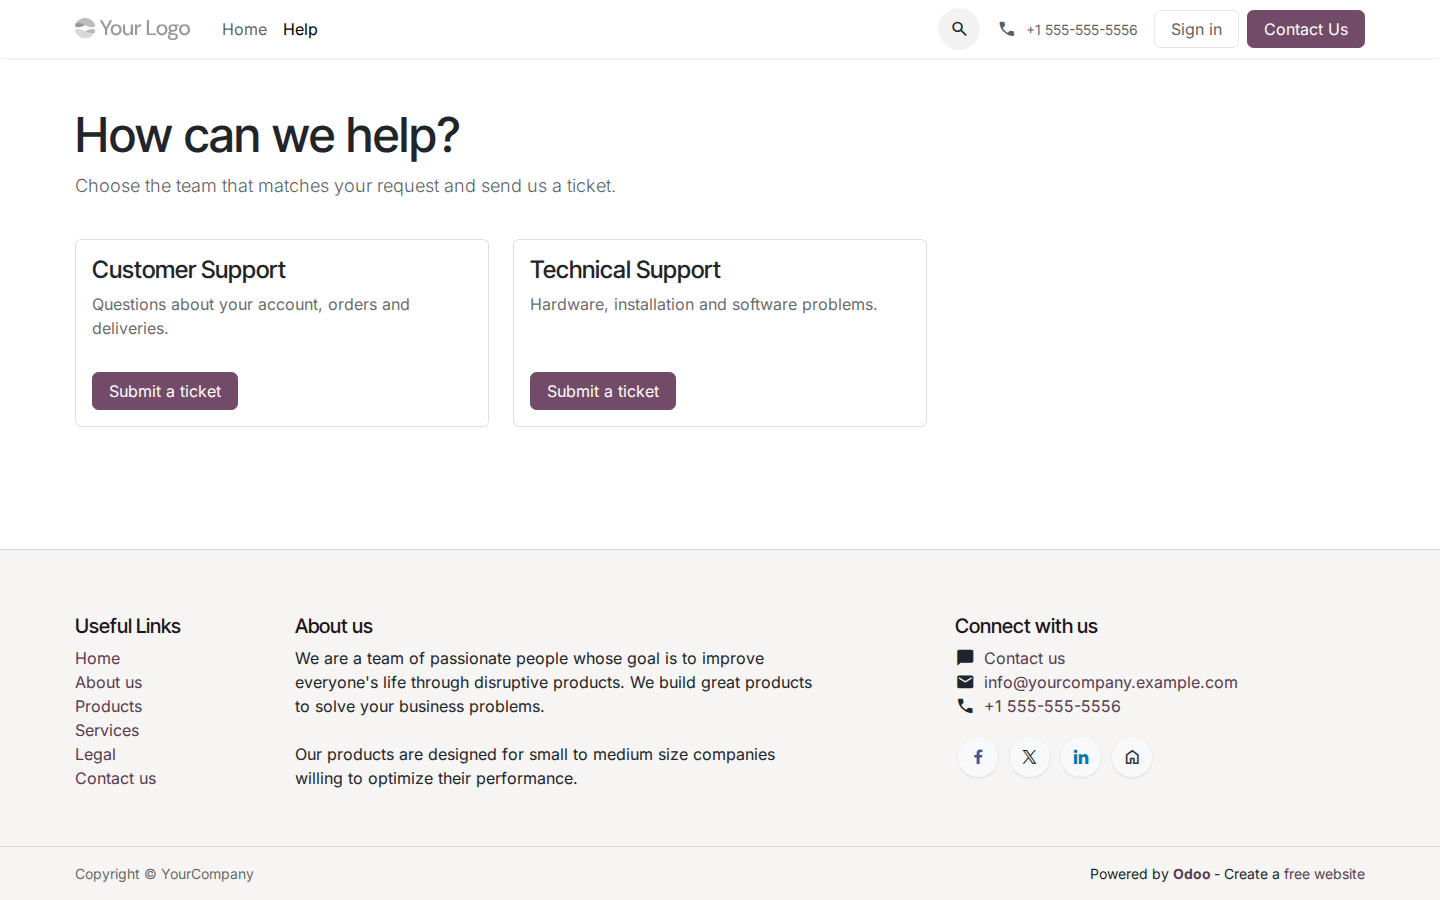 Your Logo
Home
Help
+1 555-555-5556
Sign in
Contact Us
How can we help?
Choose the team that matches your request and send us a ticket.
Customer Support
Questions about your account, orders and
deliveries.
Submit a ticket
Technical Support
Hardware, installation and software problems.
Submit a ticket
Useful Links
Home
About us
Products
Services
Legal
Contact us
About us
We are a team of passionate people whose goal is to improve
everyone's life through disruptive products. We build great products
to solve your business problems.
Our products are designed for small to medium size companies
willing to optimize their performance.
Connect with us
Contact us
info@yourcompany.example.com
+1 555-555-5556
Copyright © YourCompany
Powered by Odoo - Create a free website